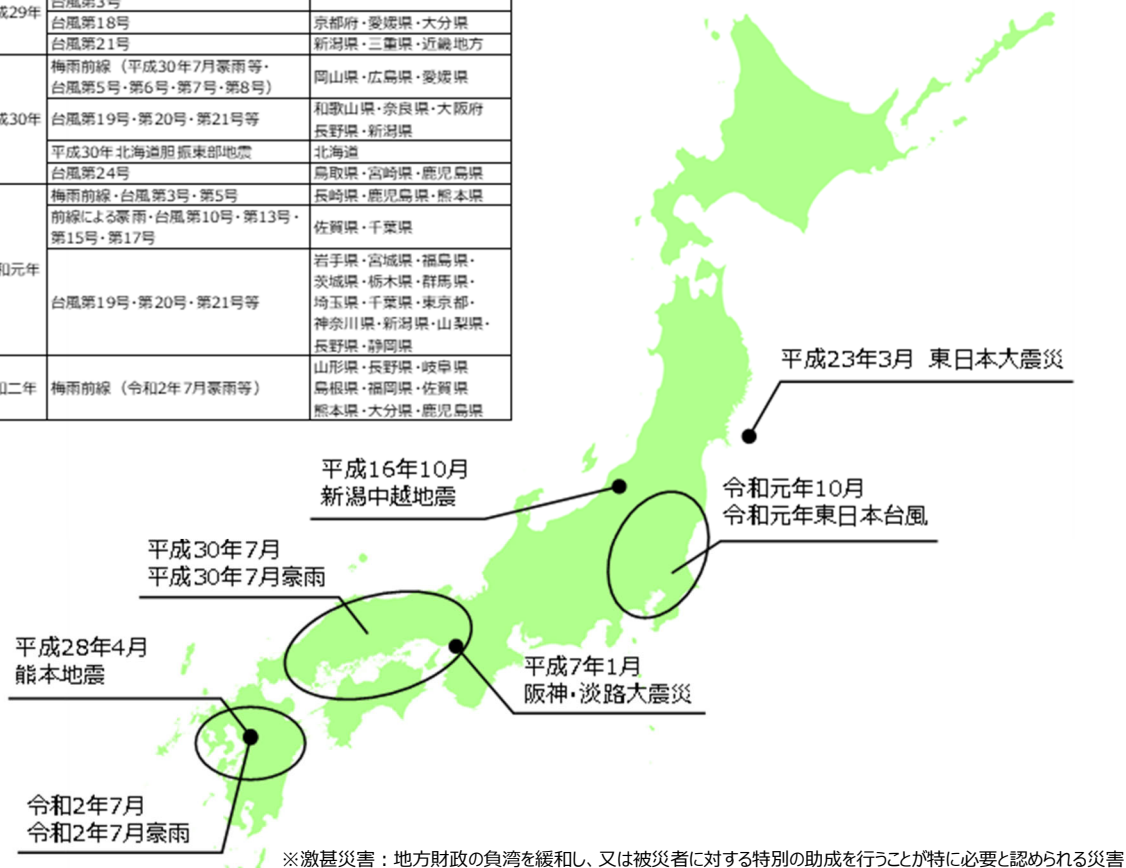 台風第3号
成29年
台風第18号 京都府・愛媛県・大分県
台風第21号 新潟県・三重県・近畿地方
梅雨前線（平成30年7月豪雨等・
台風第5号・第6号・第7号・第8号）
岡山県・広島県・愛媛県
成30年
台風第19号・第20号・第21号等
和歌山県・奈良県・大阪府
長野県・新潟県
平成30年北海道胆振東部地震 北海道
台風第24号 鳥取県・宮崎県・鹿児島県
梅雨前線・台風第3号・第5号 長崎県・鹿児島県・熊本県
前線による豪雨・台風第10号・第13号・
第15号・第17号
佐賀県・千葉県
和元年
台風第19号・第20号・第21号等
岩手県・宮城県・福島県・
茨城県・栃木県・群馬県・
埼玉県・千葉県・東京都・
神奈川県・新潟県・山梨県・
長野県・静岡県
和二年
梅雨前線（令和2年7月豪雨等）
山形県・長野県・岐阜県
島根県・福岡県・佐賀県
熊本県・大分県・鹿児島県
平成23年3月 東日本大震災
平成16年10月
新潟中越地震
令和元年10月
令和元年東日本台風
平成30年7月
平成30年7月豪雨
平成28年4月
熊本地震
平成7年1月
阪神・淡路大震災
令和2年7月
令和2年7月豪雨
※激甚災害：地方財政の負湾を緩和し、又は被災者に対する特別の助成を行うことが特に必要と認められる災害